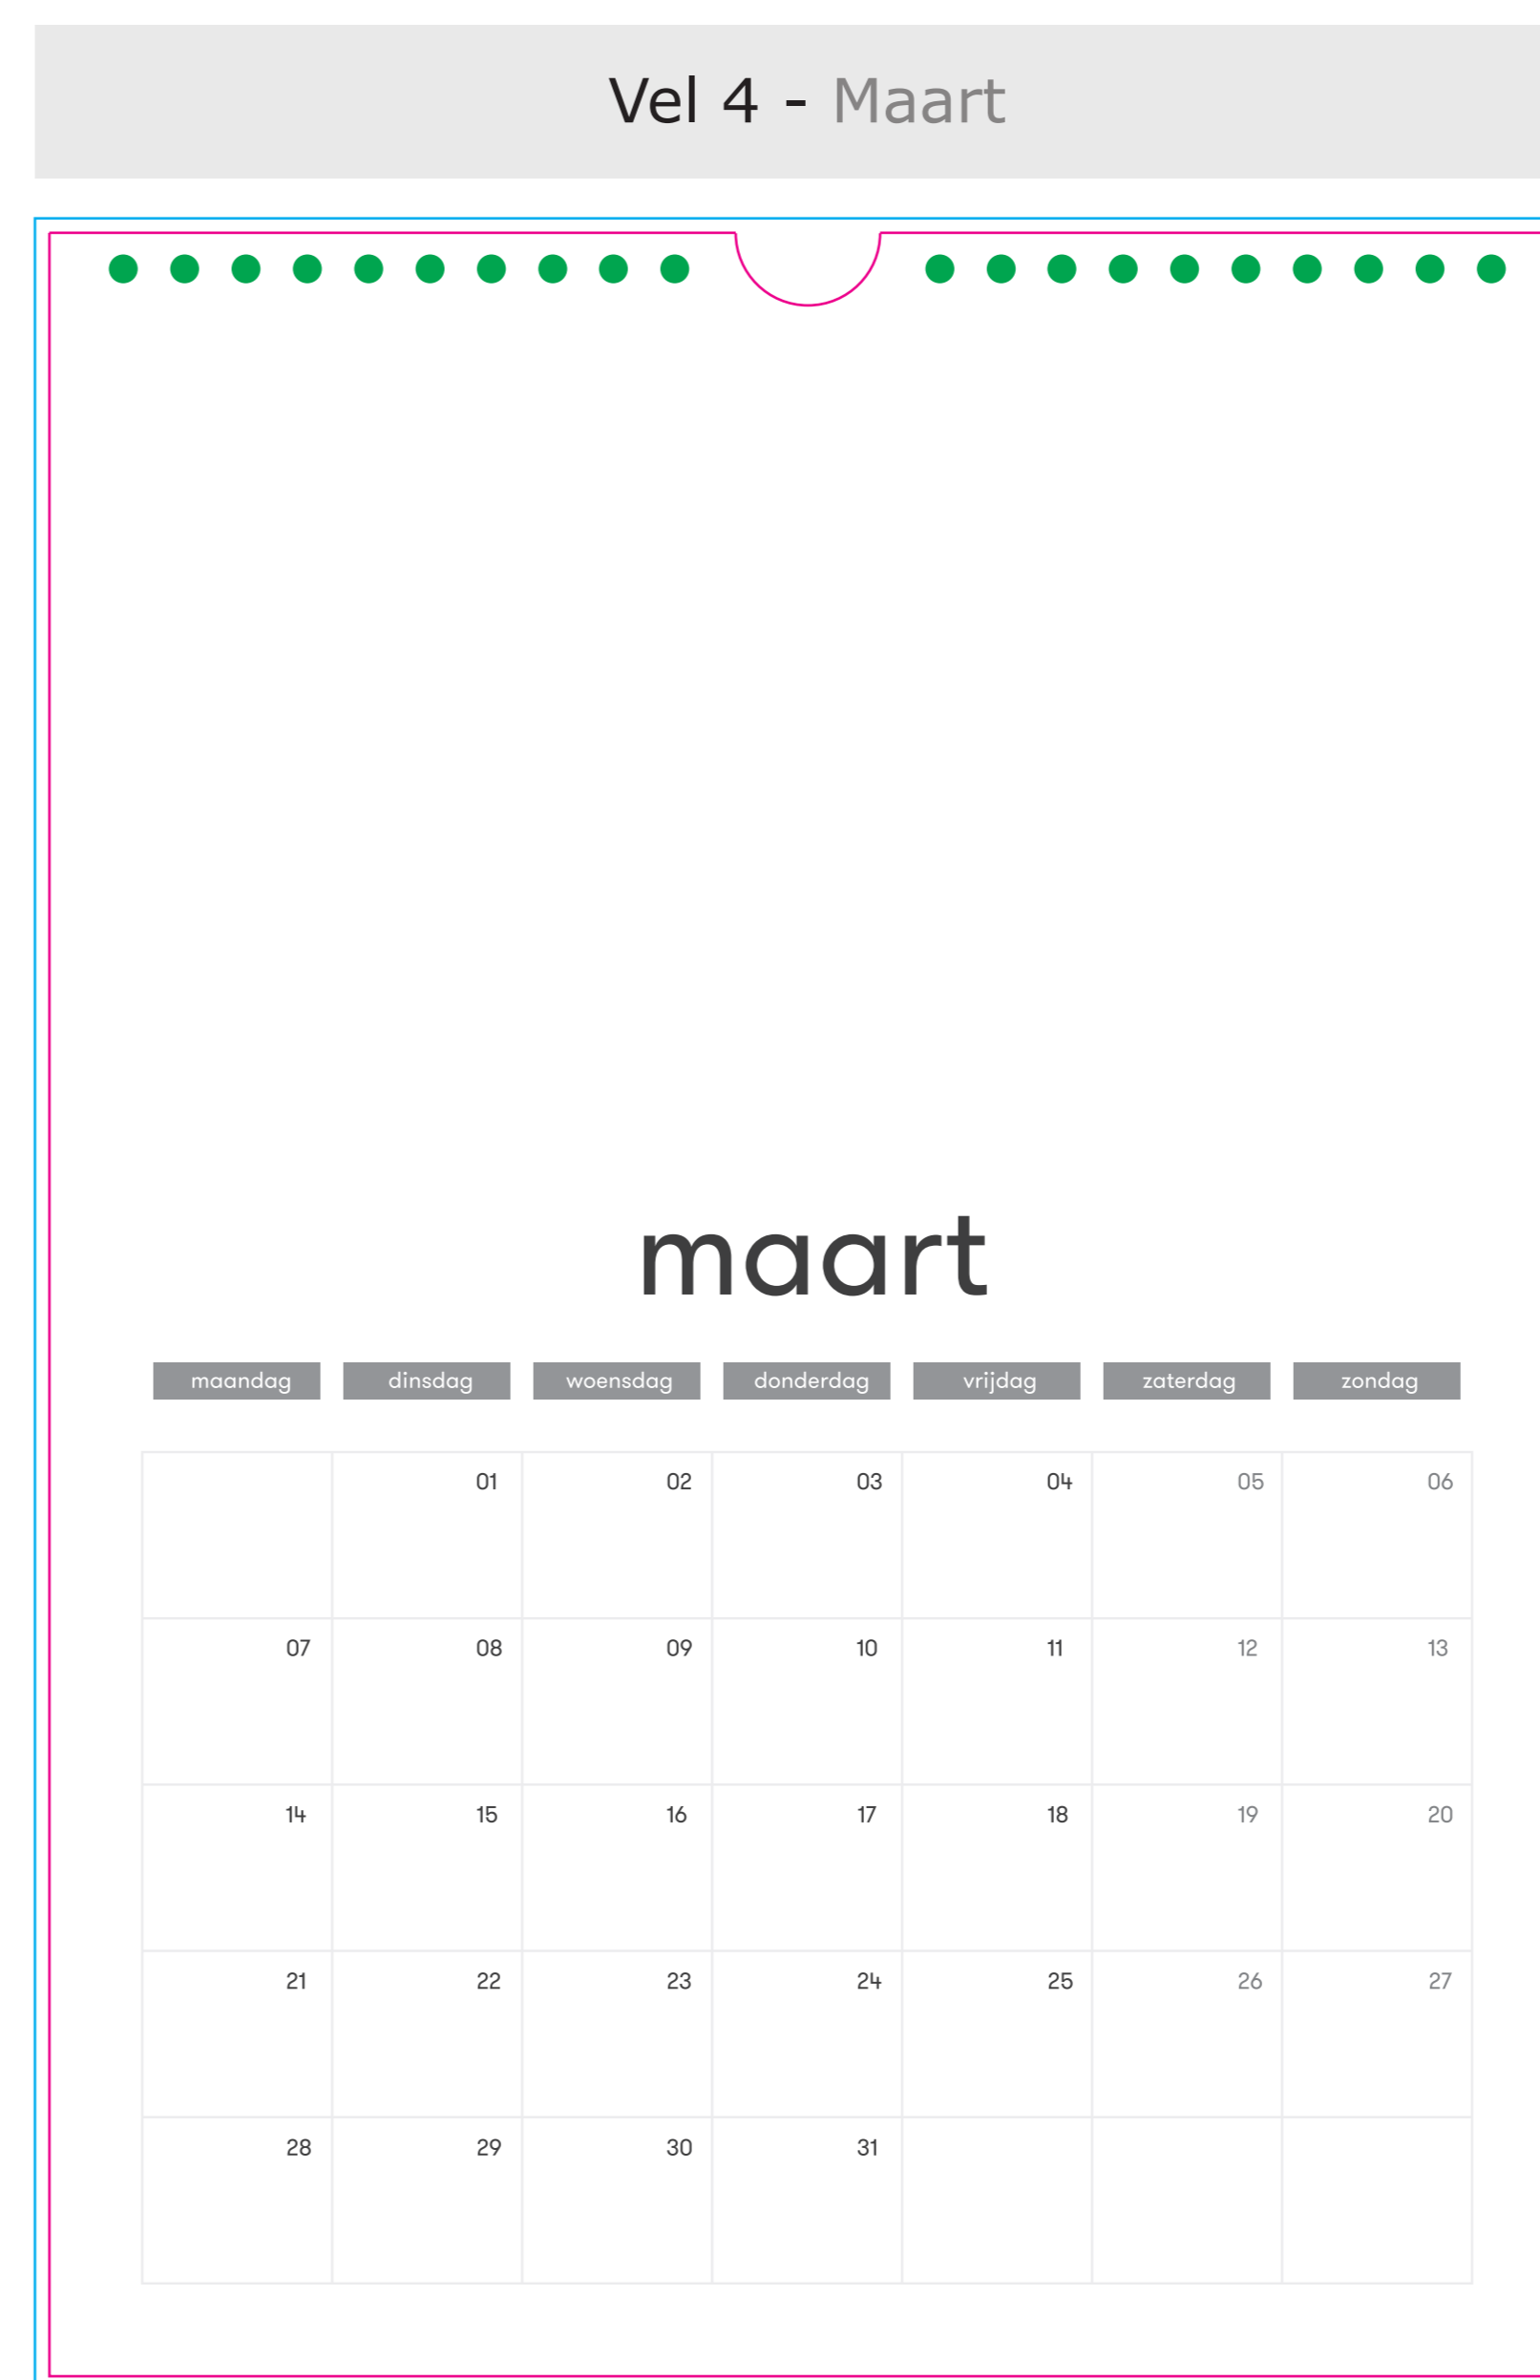 Vel 4 - Maart
maart
maandag dinsdag woensdag donderdag vrijdag zaterdag zondag
01 02 03 04 05 06
07 08 09 10 11 12 13
14 15 16 17 18 19 20
21 22 23 24 25 26 27
28 29 30 31